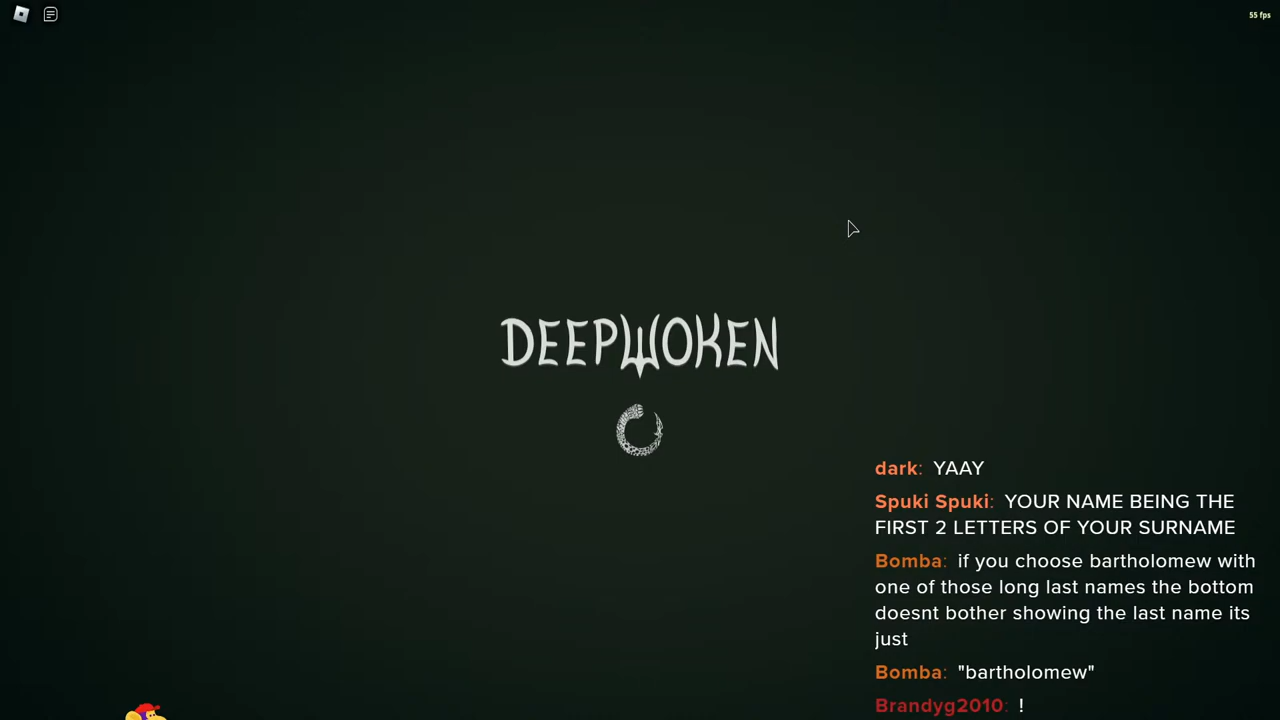 55 fps
DEEPWOKEN
dark: YAAY
Spuki Spuki: YOUR NAME BEING THE
FIRST 2 LETTERS OF YOUR SURNAME
Bomba: if you choose bartholomew with
one of those long last names the bottom
doesnt bother showing the last name its
just
Bomba: "bartholomew"
Brandyg2010: !